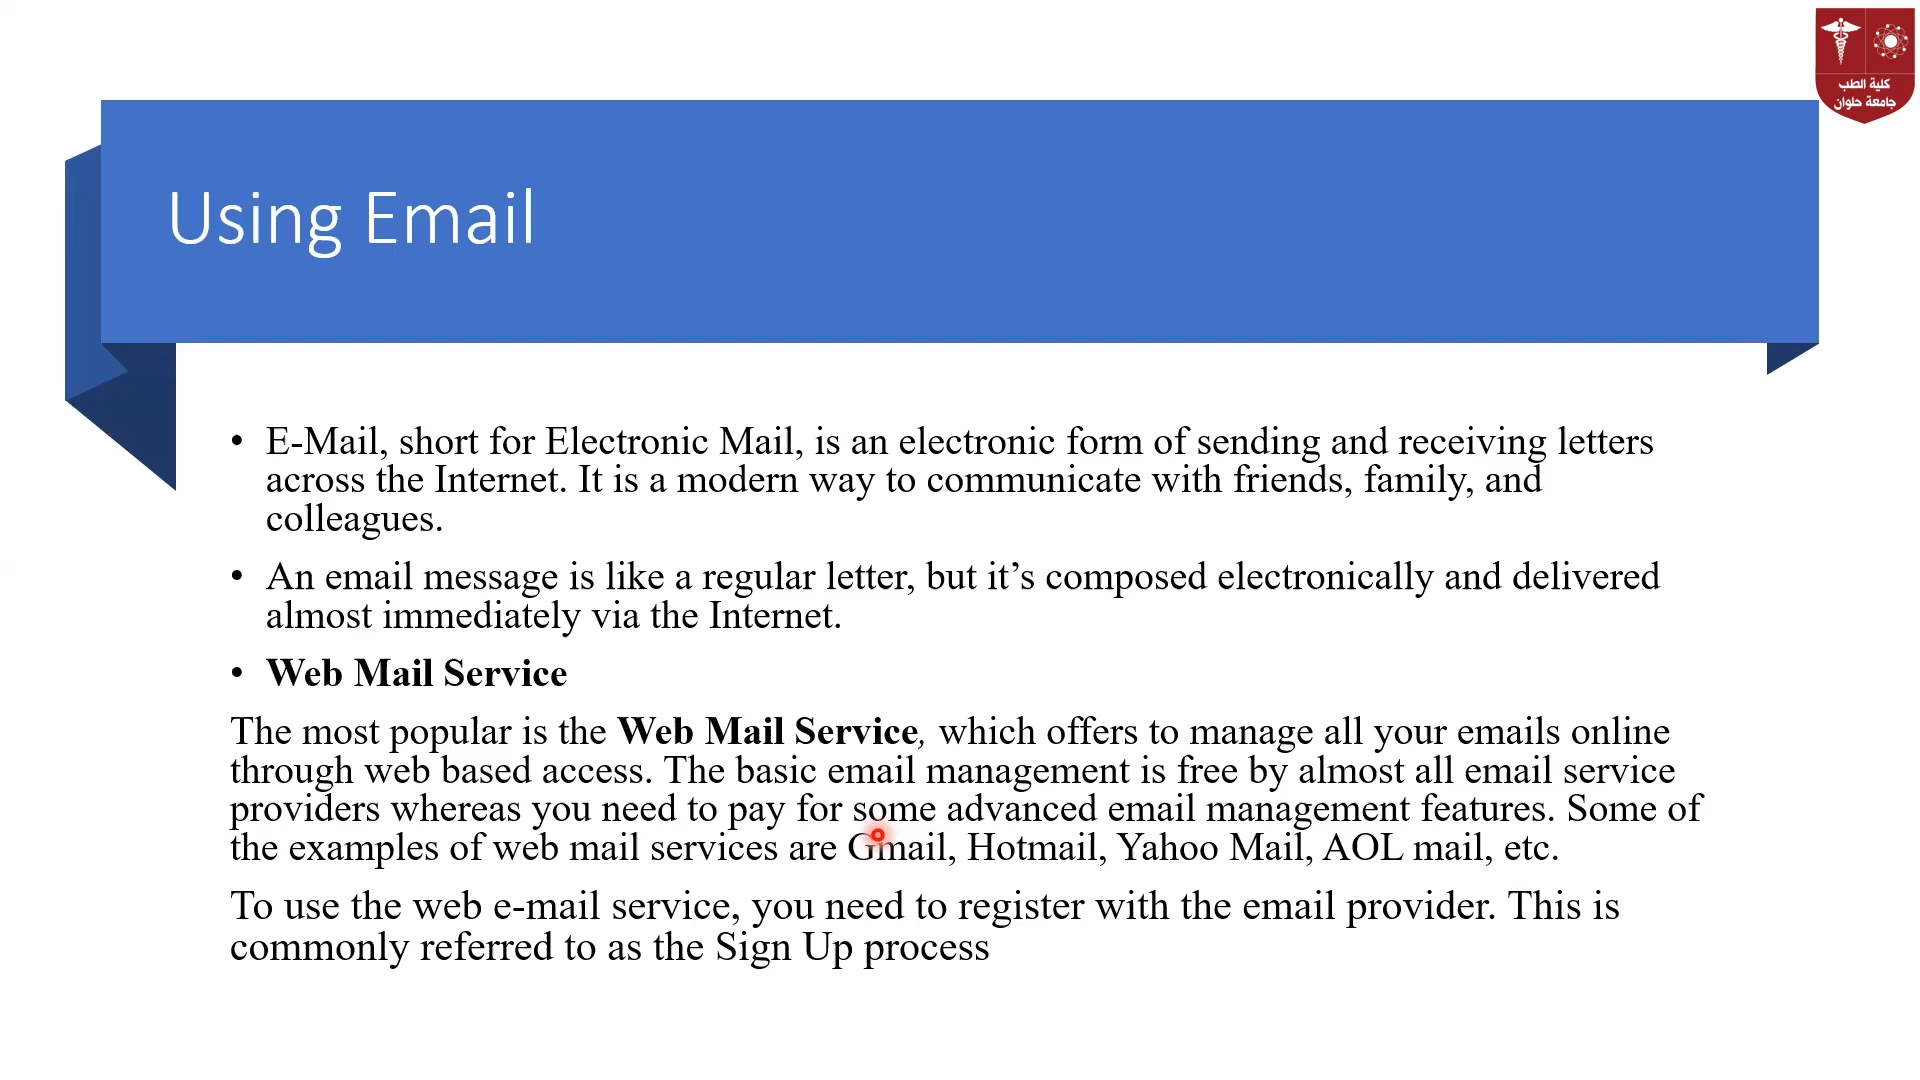 كلية الطب
جامعة حلوان
Using Email
• E-Mail, short for Electronic Mail, is an electronic form of sending and receiving letters
across the Internet. It is a modern way to communicate with friends, family, and
colleagues.
• An email message is like a regular letter, but it’s composed electronically and delivered
almost immediately via the Internet.
• Web Mail Service
The most popular is the Web Mail Service, which offers to manage all your emails online
through web based access. The basic email management is free by almost all email service
providers whereas you need to pay for some advanced email management features. Some of
the examples of web mail services are Gmail, Hotmail, Yahoo Mail, AOL mail, etc.
To use the web e-mail service, you need to register with the email provider. This is
commonly referred to as the Sign Up process